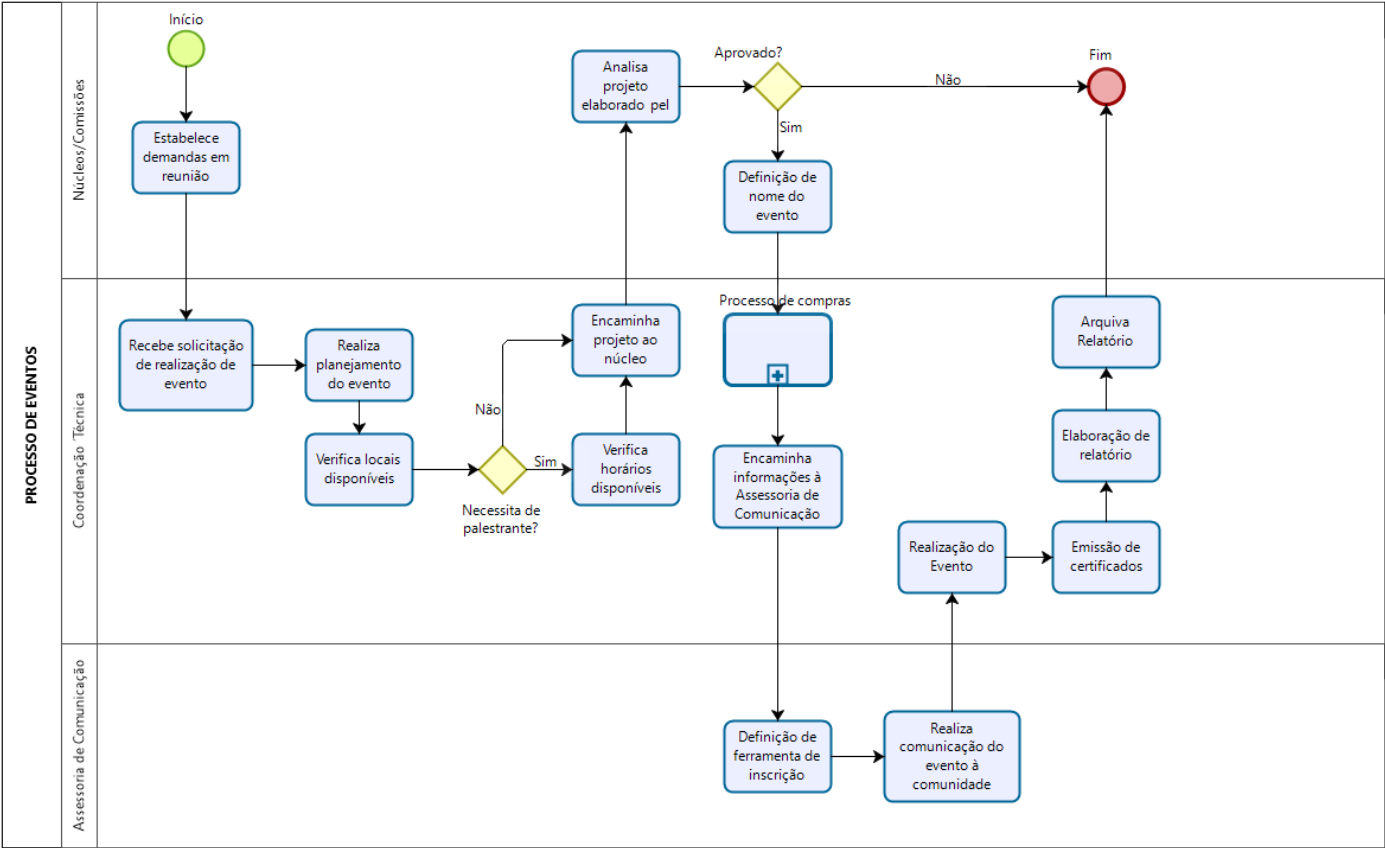 PROCESSO DE EVENTOS
Núcleos/Comissões
Início
Estabelece
demandas em
reunião
Analisa
projeto
elaborado pel
Aprovado?
Não
Sim
Fim
Definição de
nome do
evento
Coordenação Técnica
Recebe solicitação
de realização de
evento
Realiza
planejamento
do evento
Verifica locais
disponíveis
Necessita de
palestrante?
Não
Sim
Encaminha
projeto ao
núcleo
Verifica
horários
disponíveis
Processo de compras
Encaminha
informações à
Assessoria de
Comunicação
Realização do
Evento
Emissão de
certificados
Elaboração de
relatório
Arquiva
Relatório
Assessoria de Comunicação
Definição de
ferramenta de
inscrição
Realiza
comunicação do
evento à
comunidade